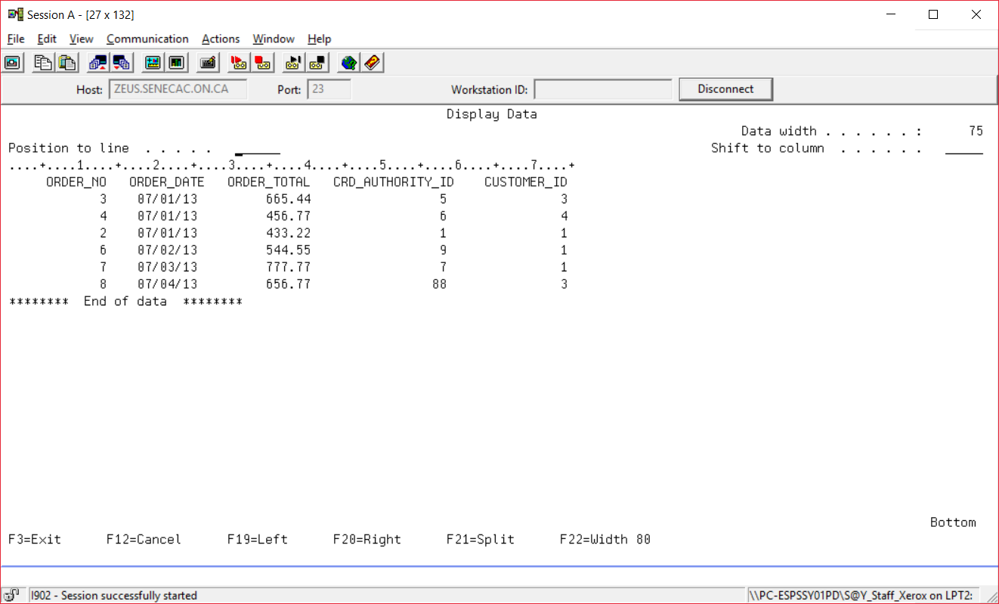 Session A - [27 x 132]
File Edit View Communication Actions Window Help
Host: ZEUS.SENECAC.ON.CA Port: 23 Workstation ID: Disconnect
Display Data
Data width . . . . . . : 75
Position to line . . . . . Shift to column . . . . . .
....+....1....+....2....+....3....+....4....+....5....+....6....+....7....+
ORDER_NO ORDER_DATE ORDER_TOTAL CRD_AUTHORITY_ID CUSTOMER_ID
3 07/01/13 665.44 5 3
4 07/01/13 456.77 6 4
2 07/01/13 433.22 1 1
6 07/02/13 544.55 9 1
7 07/03/13 777.77 7 1
8 07/04/13 656.77 88 3
******** End of data ********
Bottom
F3=Exit F12=Cancel F19=Left F20=Right F21=Split F22=Width 80
I902 - Session successfully started \\PC-ESPSSY01PD\S@Y_Staff_Xerox on LPT2: